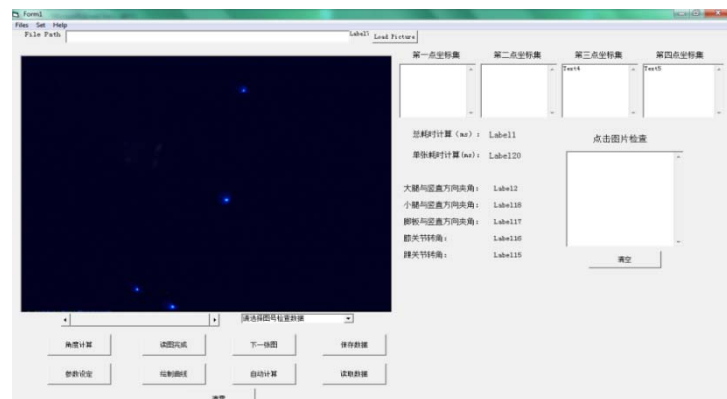 Form1
Files Set Help
File Path
Label3
Load Picture
第一点坐标集
第二点坐标集
第三点坐标集
第四点坐标集
Text4
Text5
总耗时计算(ms):
Label1
单张耗时计算(ms):
Label20
点击图片检查
大腿与竖直方向夹角:
Label2
小腿与竖直方向夹角:
Label18
脚板与竖直方向夹角:
Label17
膝关节转角:
Label16
踝关节转角:
Label15
清空
请选择图号检查数据
角度计算
读图完成
下一张图
保存数据
参数设定
绘制曲线
自动计算
读取数据